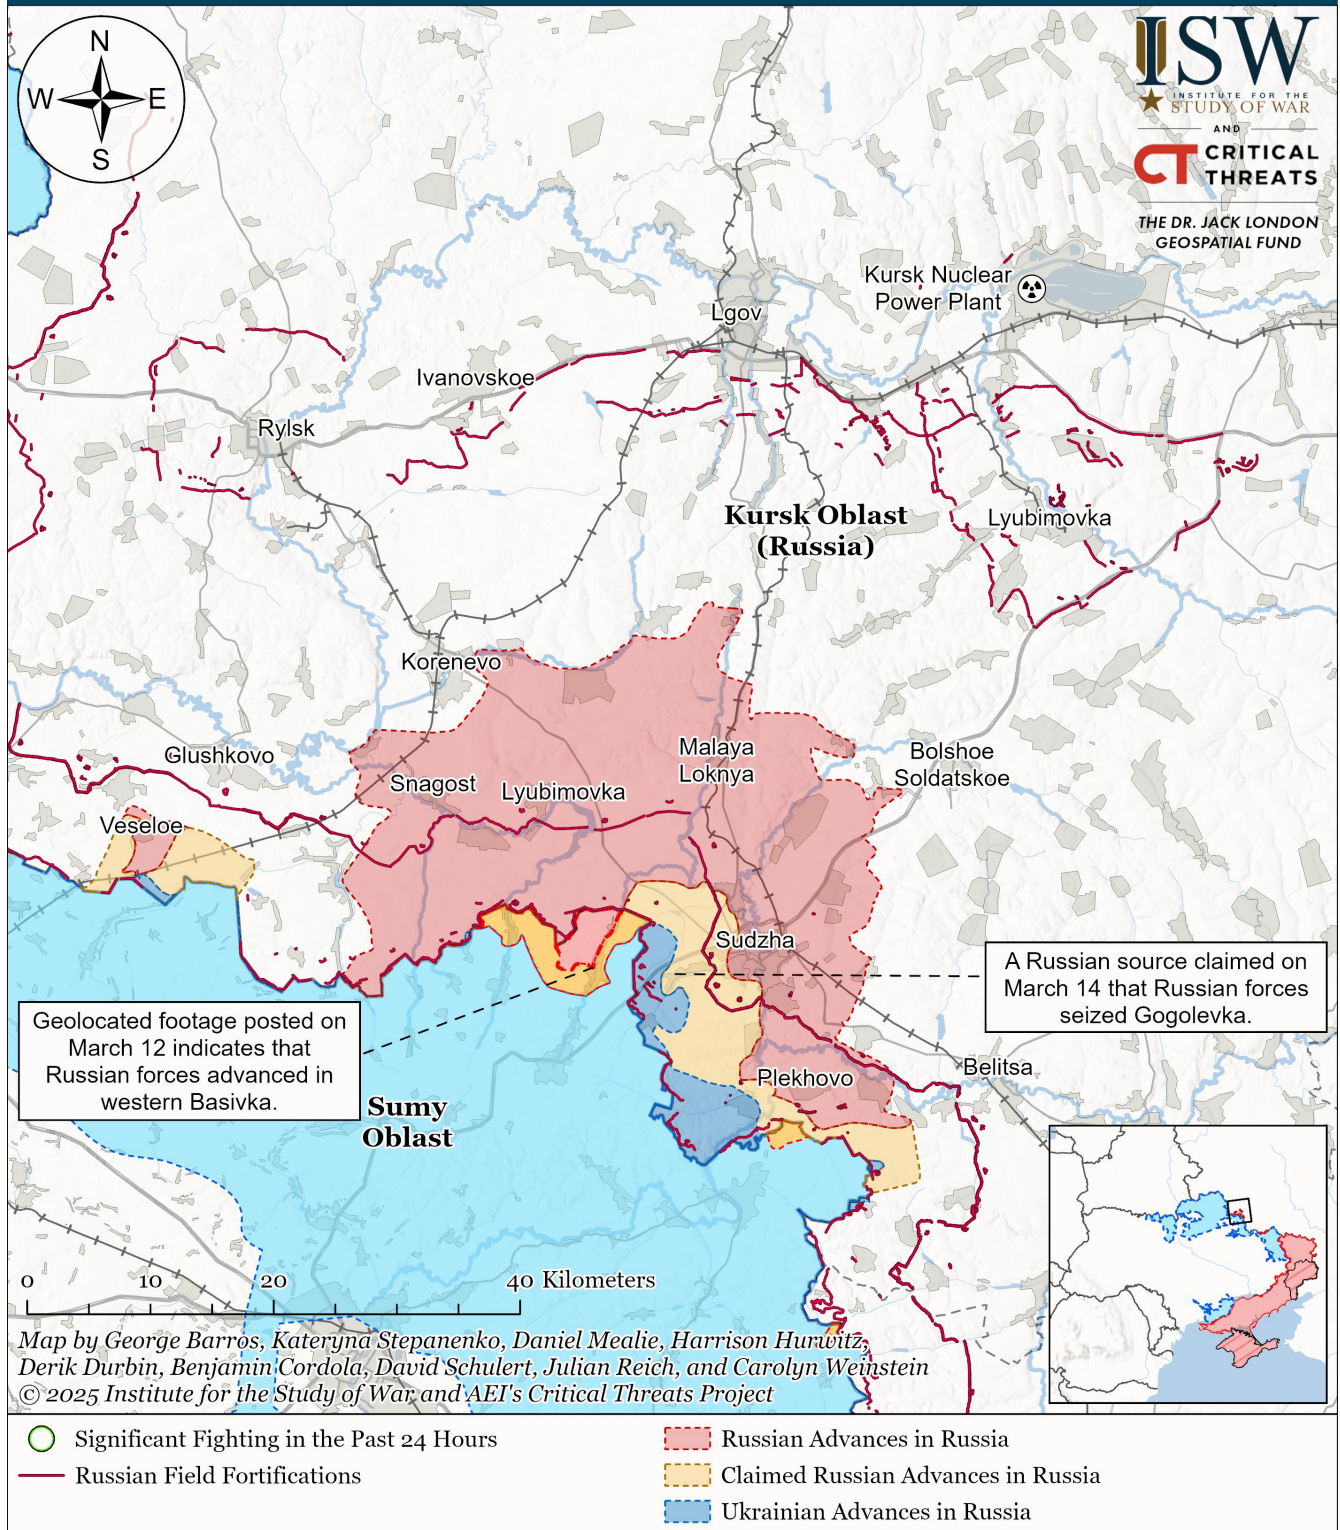 N
W
E
S
ISW
INSTITUTE FOR THE
STUDY OF WAR
AND
CT CRITICAL
THREATS
THE DR. JACK LONDON
GEOSPATIAL FUND
Kursk Nuclear
Power Plant
Lgov
Ivanovskoe
Rylsk
Kursk Oblast
(Russia)
Lyubimovka
Korenevo
Glushkovo
Snagost
Lyubimovka
Malaya
Loknya
Bolshoe
Soldatskoe
Veseloe
Sudzha
A Russian source claimed on
March 14 that Russian forces
seized Gogolevka.
Geolocated footage posted on
March 12 indicates that
Russian forces advanced in
western Basivka.
Plekhovo
Belitsa
Sumy
Oblast
0 10 20 40 Kilometers
Map by George Barros, Kateryna Stepanenko, Daniel Mealie, Harrison Hurwitz,
Derik Durbin, Benjamin Cordola, David Schulert, Julian Reich, and Carolyn Weinstein
© 2025 Institute for the Study of War and AEI's Critical Threats Project
Significant Fighting in the Past 24 Hours
Russian Field Fortifications
Russian Advances in Russia
Claimed Russian Advances in Russia
Ukrainian Advances in Russia